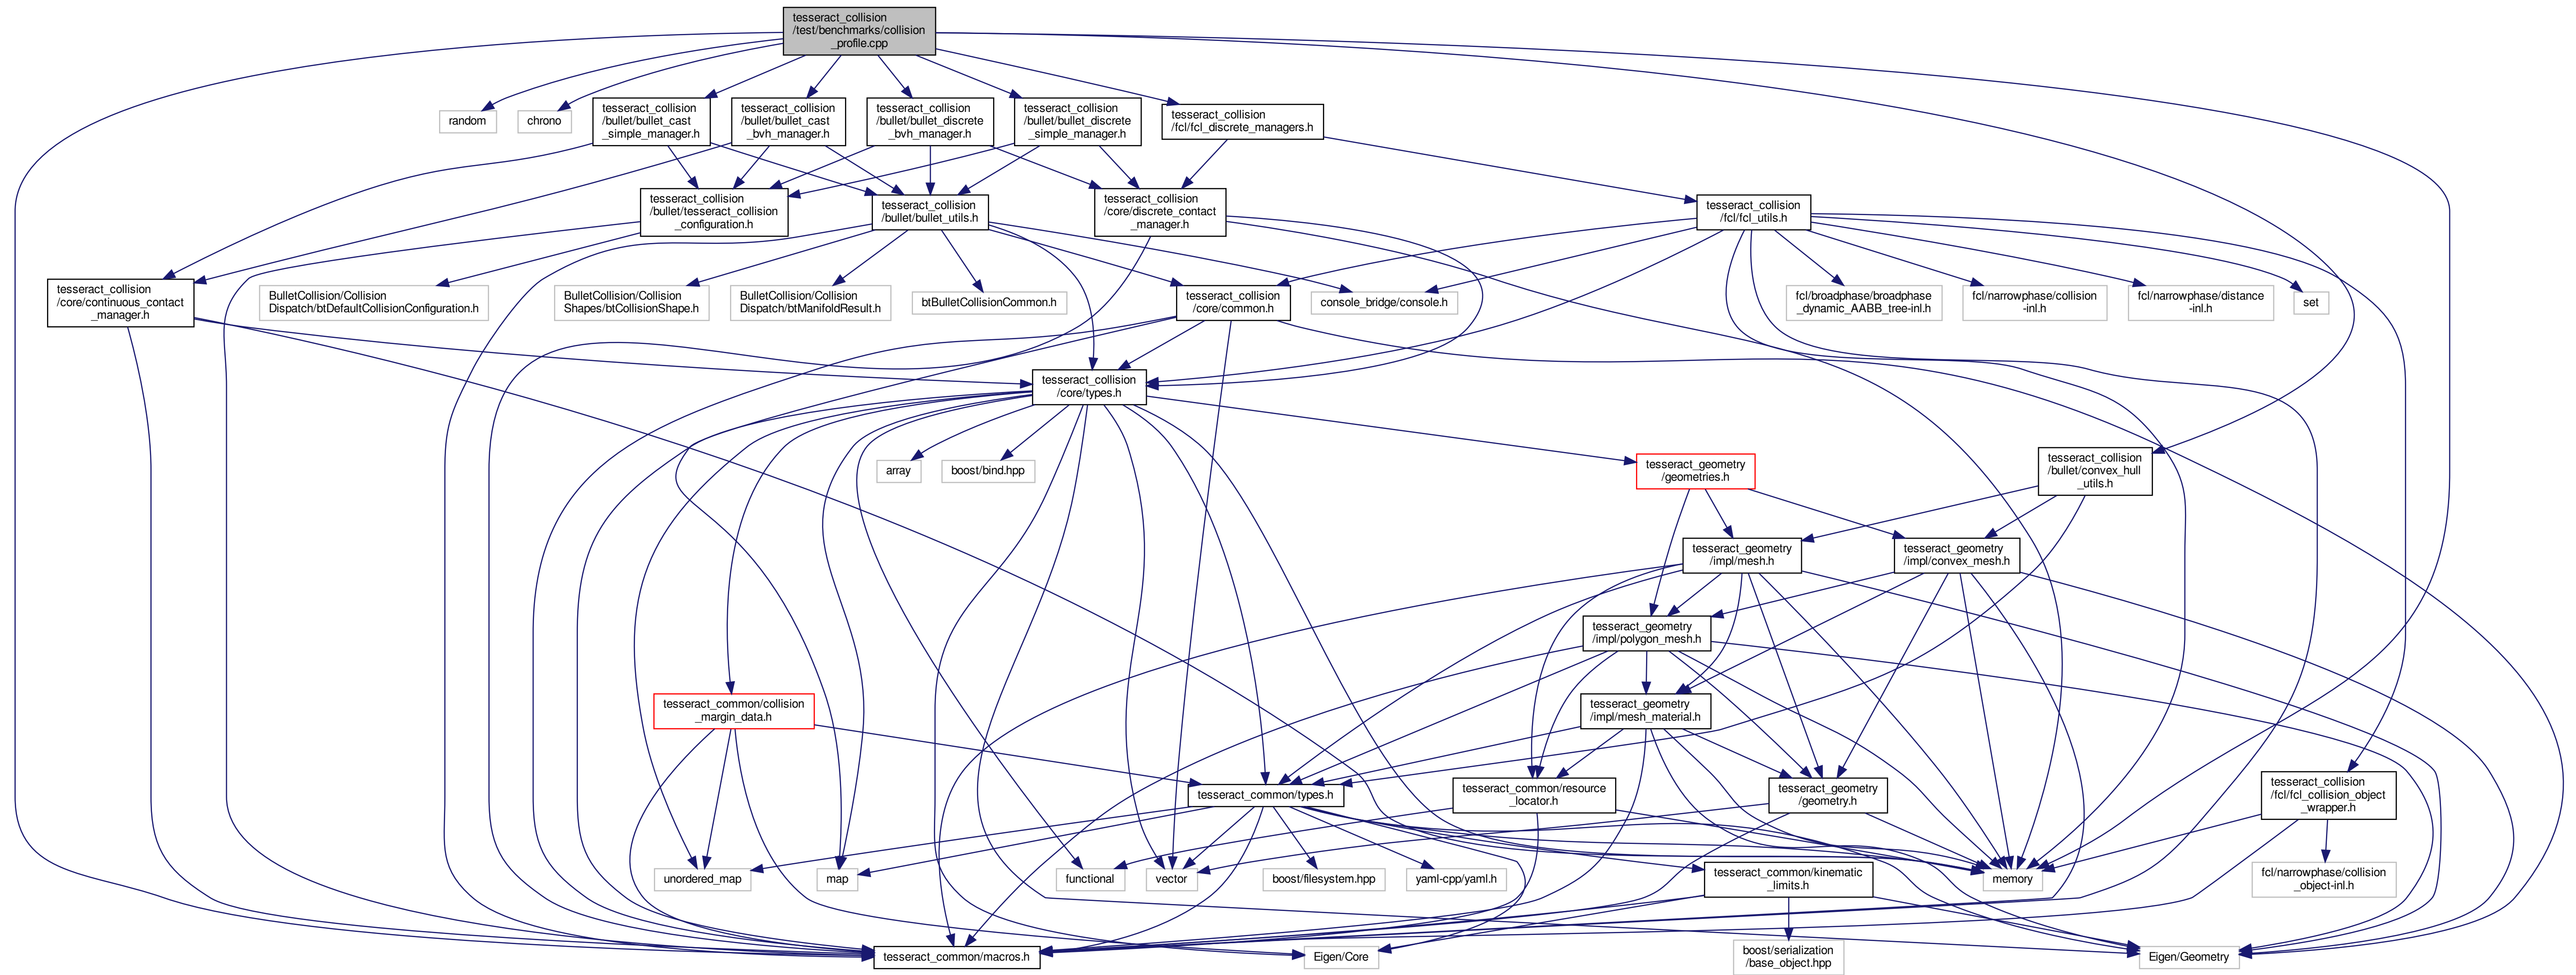 tesseract_collision
/test/benchmarks/collision
_profile.cpp
random
chrono
tesseract_collision
/bullet/bullet_cast
_simple_manager.h
tesseract_collision
/bullet/bullet_cast
_bvh_manager.h
tesseract_collision
/bullet/bullet_discrete
_bvh_manager.h
tesseract_collision
/bullet/bullet_discrete
_simple_manager.h
tesseract_collision
/fcl/fcl_discrete_managers.h
tesseract_collision
/bullet/tesseract_collision
_configuration.h
tesseract_collision
/bullet/bullet_utils.h
tesseract_collision
/core/discrete_contact
_manager.h
tesseract_collision
/fcl/fcl_utils.h
tesseract_collision
/core/continuous_contact
_manager.h
BulletCollision/Collision
Dispatch/btDefaultCollisionConfiguration.h
BulletCollision/Collision
Shapes/btCollisionShape.h
BulletCollision/Collision
Dispatch/btManifoldResult.h
btBulletCollisionCommon.h
tesseract_collision
/core/common.h
console_bridge/console.h
fcl/broadphase/broadphase
_dynamic_AABB_tree-inl.h
fcl/narrowphase/collision
-inl.h
fcl/narrowphase/distance
-inl.h
set
tesseract_collision
/core/types.h
array
boost/bind.hpp
tesseract_geometry
/geometries.h
tesseract_collision
/bullet/convex_hull
_utils.h
tesseract_geometry
/impl/mesh.h
tesseract_geometry
/impl/convex_mesh.h
tesseract_geometry
/impl/polygon_mesh.h
tesseract_common/collision
_margin_data.h
tesseract_geometry
/impl/mesh_material.h
tesseract_common/types.h
tesseract_common/resource
_locator.h
tesseract_geometry
/geometry.h
tesseract_collision
/fcl/fcl_collision_object
_wrapper.h
unordered_map
map
functional
vector
boost/filesystem.hpp
yaml-cpp/yaml.h
tesseract_common/kinematic
_limits.h
memory
fcl/narrowphase/collision
_object-inl.h
tesseract_common/macros.h
Eigen/Core
boost/serialization
/base_object.hpp
Eigen/Geometry